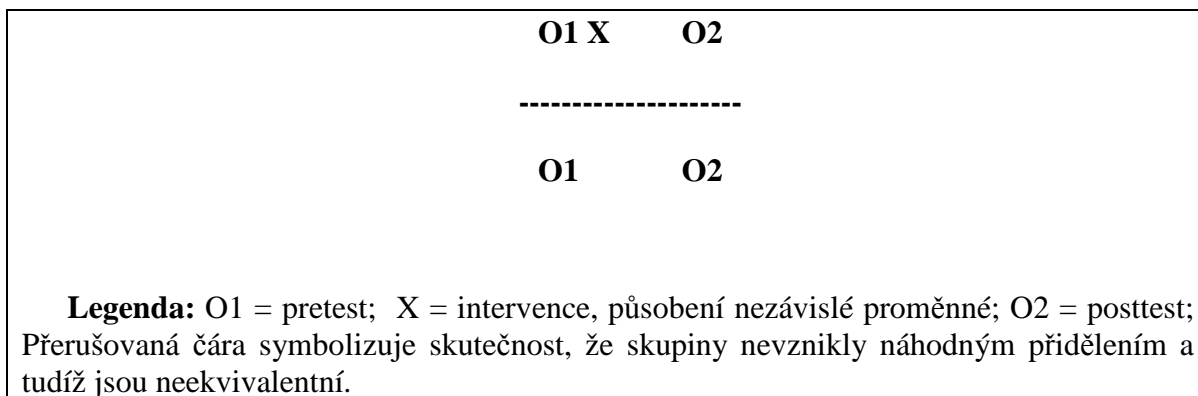 O1 X O2
---------------------
O1 O2
Legenda: O1 = pretest; X = intervence, působení nezávislé proměnné; O2 = posttest;
Přerušovaná čára symbolizuje skutečnost, že skupiny nevznikly náhodným přidělením a
tudíž jsou neekvivalentní.